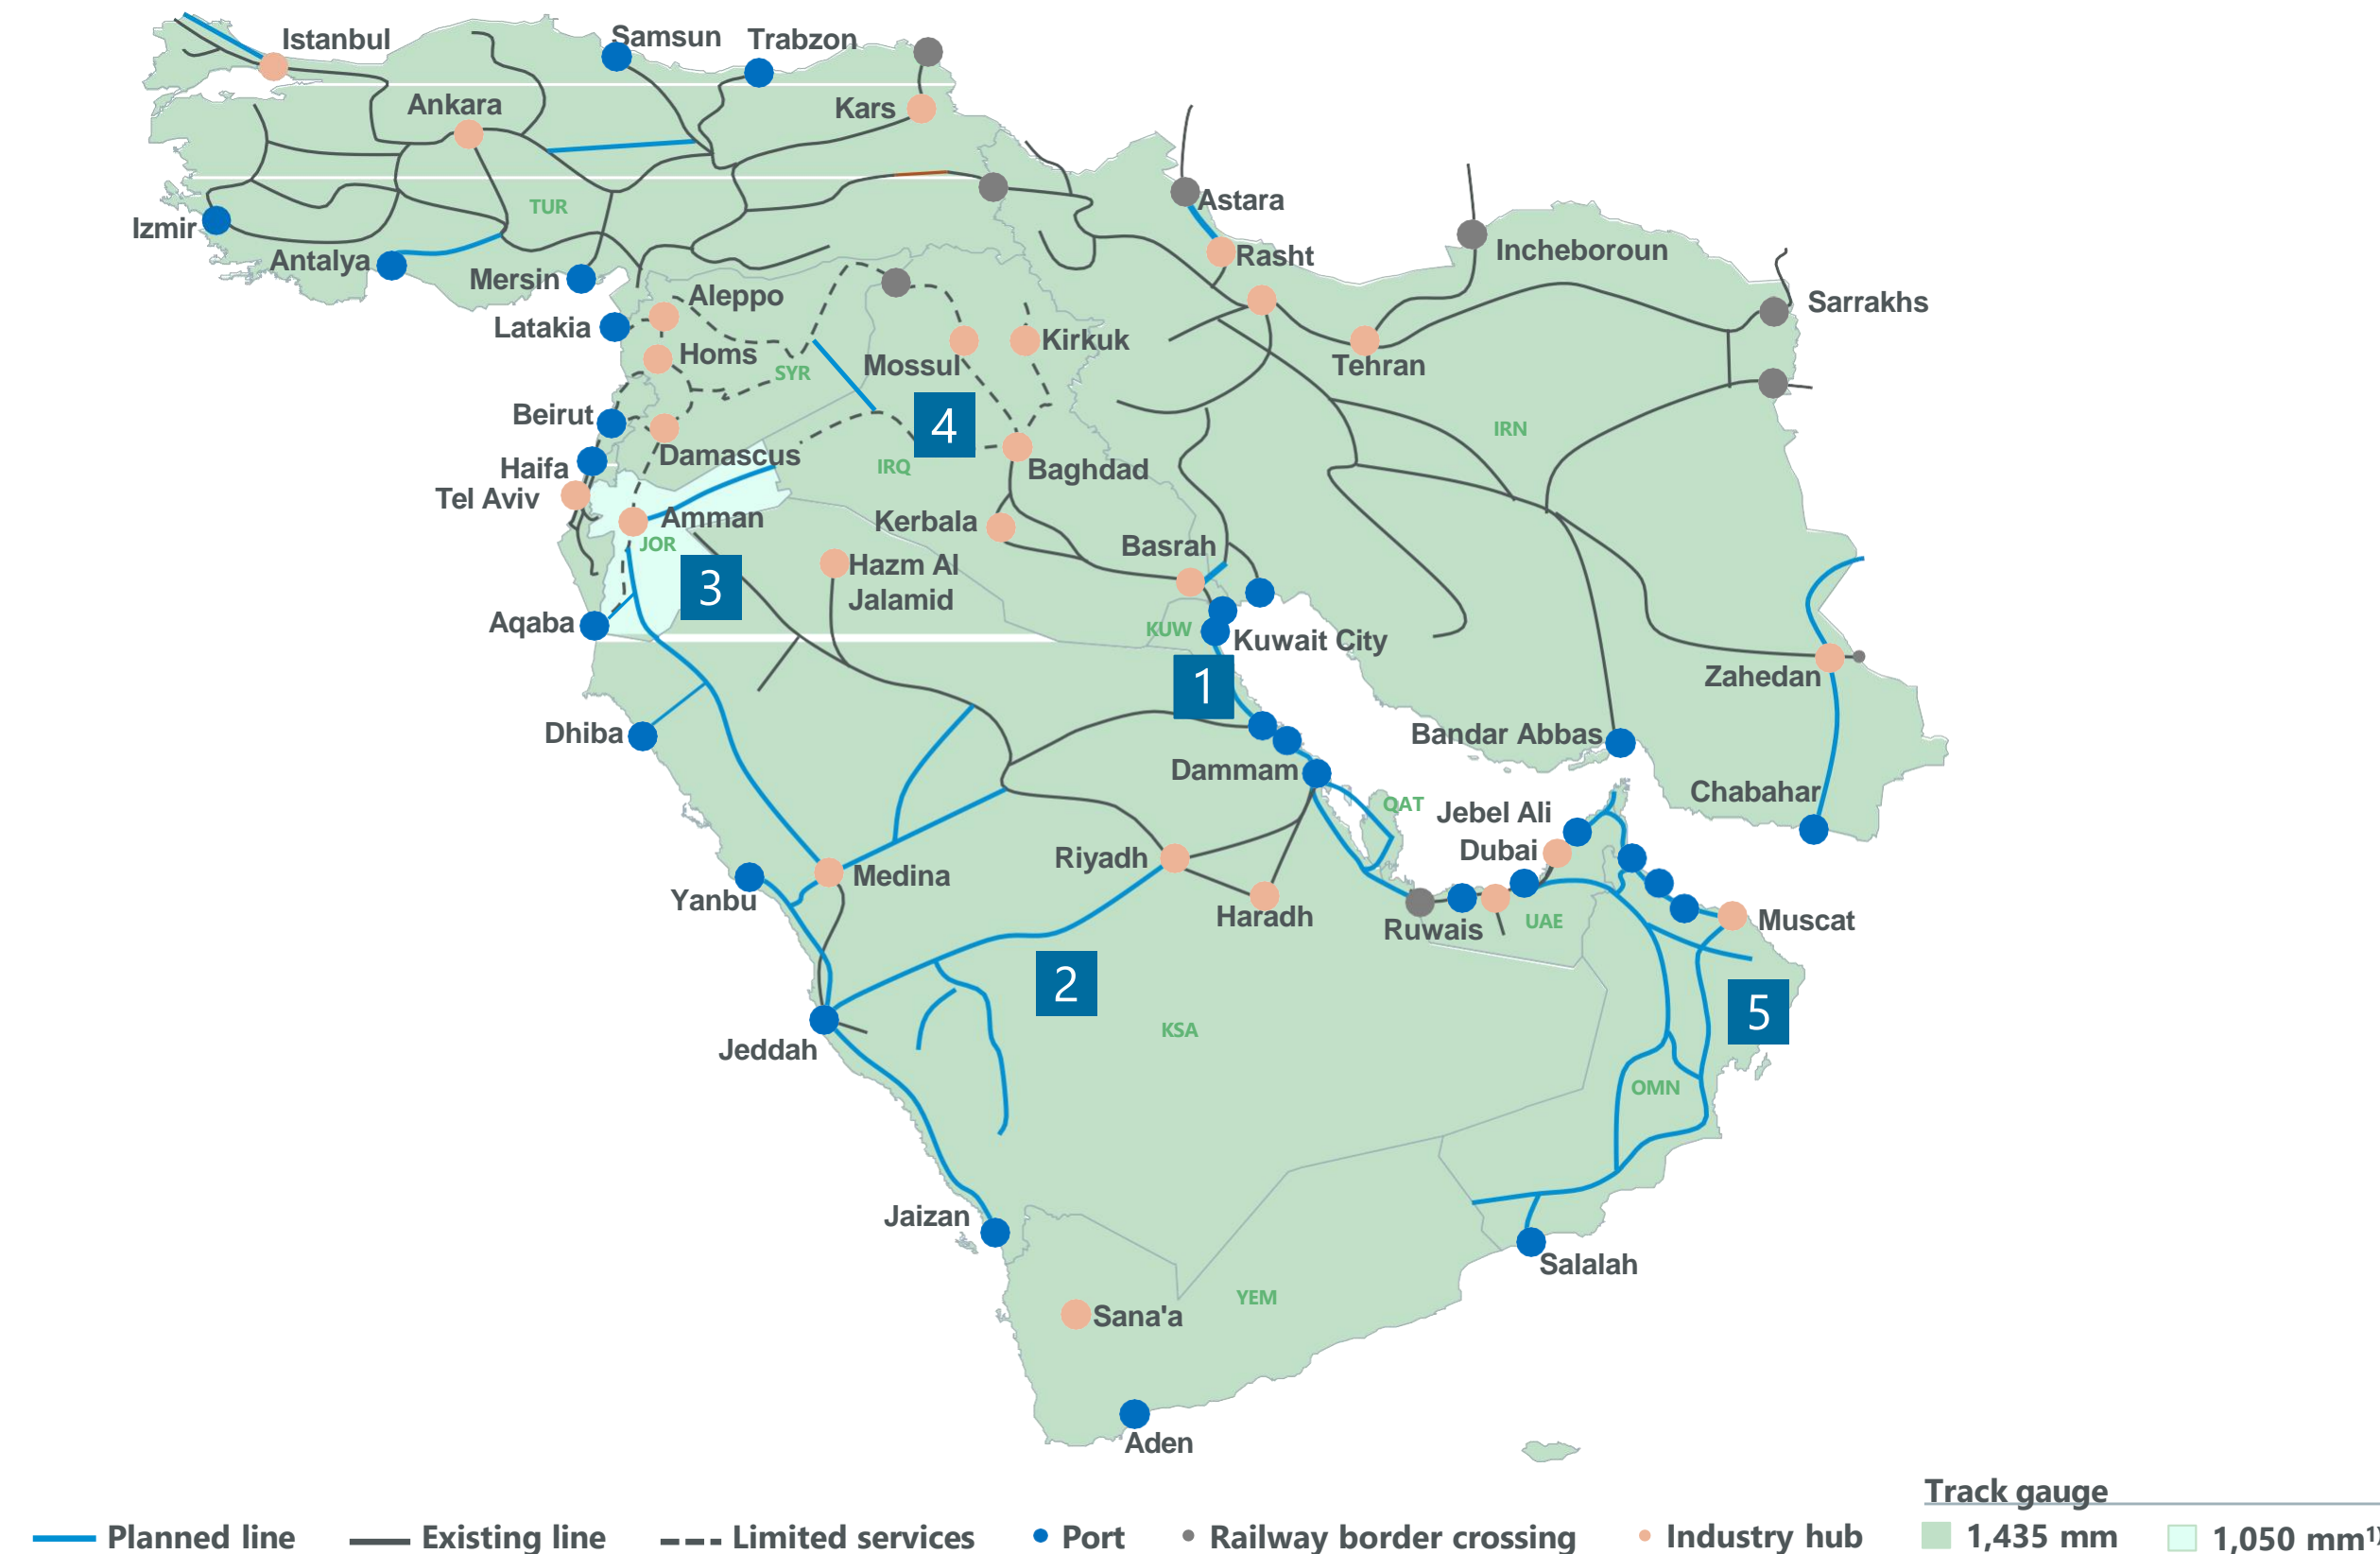 Istanbul
Samsun
Trabzon
Ankara
Kars
Astara
TUR
Izmir
Rasht
Incheboroun
Antalya
Mersin
Aleppo
Sarrakhs
Latakia
Kirkuk
Homs
Mossul
Tehran
SYR
Beirut
4
IRN
Damascus
Haifa
IRQ
Baghdad
Tel Aviv
Amman
Kerbala
JOR
Basrah
3
Hazm Al
Jalamid
Aqaba
KUW
Kuwait City
Zahedan
1
Dhiba
Bandar Abbas
Dammam
Chabahar
QAT
Jebel Ali
Dubai
Riyadh
Medina
Yanbu
Haradh
Ruwais
UAE
Muscat
2
5
KSA
Jeddah
OMN
Jaizan
Salalah
YEM
Sana'a
Aden
Track gauge
Planned line
Existing line
Limited services
Port
Railway border crossing
Industry hub
1,435 mm
1,050 mm¹⁾